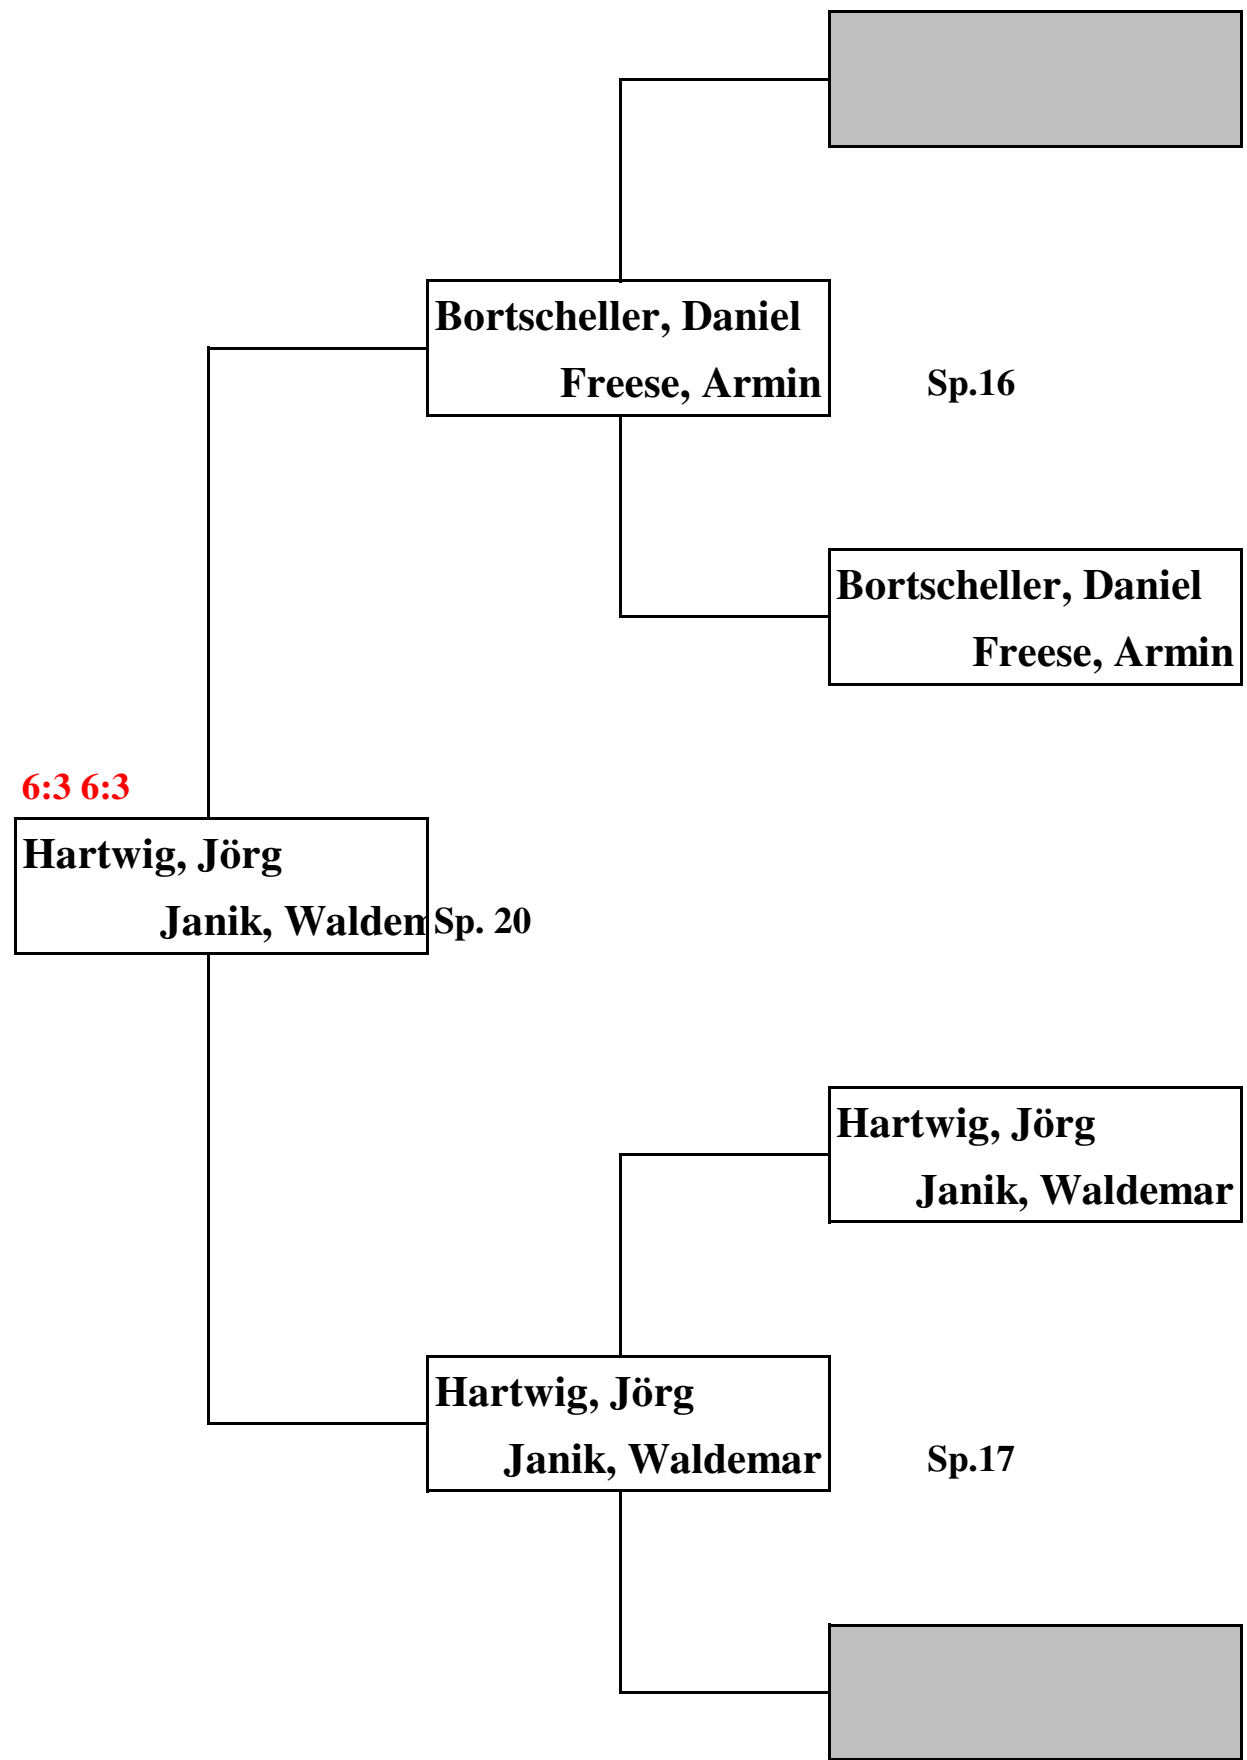 Bortscheller, Daniel
Freese, Armin
Sp.16
Bortscheller, Daniel
Freese, Armin
6:3 6:3
Hartwig, Jörg
Janik, Waldem
Sp. 20
Hartwig, Jörg
Janik, Waldemar
Hartwig, Jörg
Janik, Waldemar
Sp.17